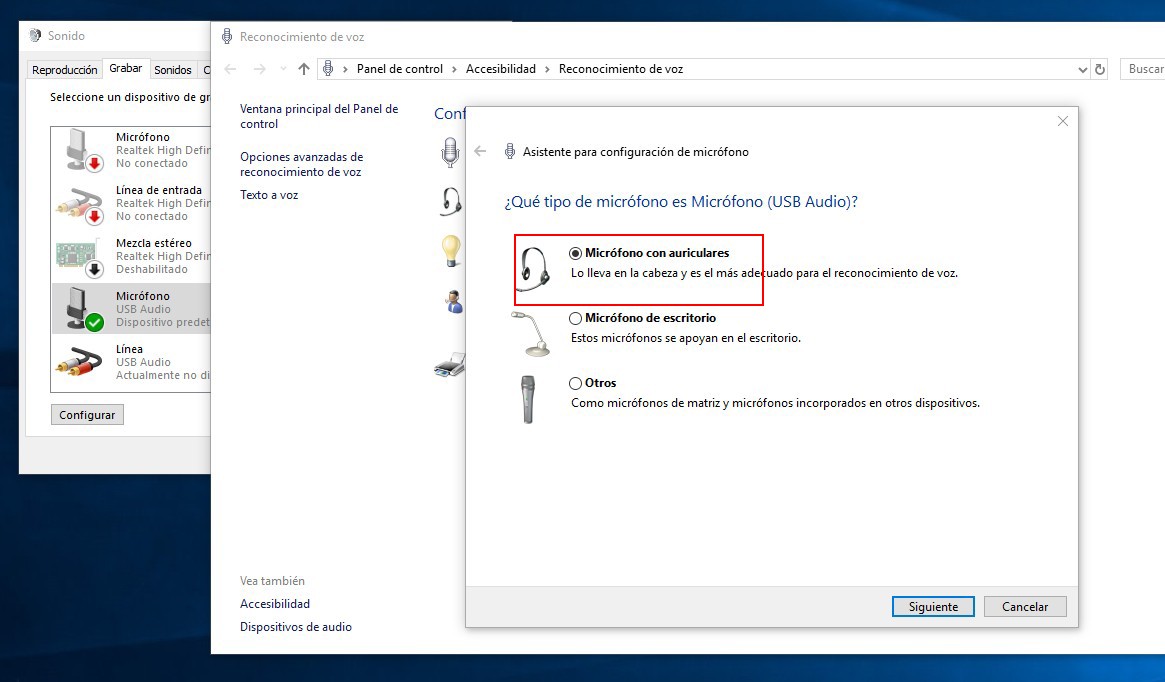 Sonido
Reproducción
Grabar
Sonidos
Seleccione un dispositivo de gr
Micrófono
Realtek High Defin
No conectado
Línea de entrada
Realtek High Defin
No conectado
Mezcla estéreo
Realtek High Defin
Deshabilitado
Micrófono
USB Audio
Dispositivo predet
Línea
USB Audio
Actualmente no di
Configurar
Reconocimiento de voz
Panel de control > Accesibilidad > Reconocimiento de voz
Buscar
Ventana principal del Panel de
control
Opciones avanzadas de
reconocimiento de voz
Texto a voz
Conf
Vea también
Accesibilidad
Dispositivos de audio
Asistente para configuración de micrófono
¿Qué tipo de micrófono es Micrófono (USB Audio)?
Micrófono con auriculares
Lo lleva en la cabeza y es el más adecuado para el reconocimiento de voz.
Micrófono de escritorio
Estos micrófonos se apoyan en el escritorio.
Otros
Como micrófonos de matriz y micrófonos incorporados en otros dispositivos.
Siguiente
Cancelar